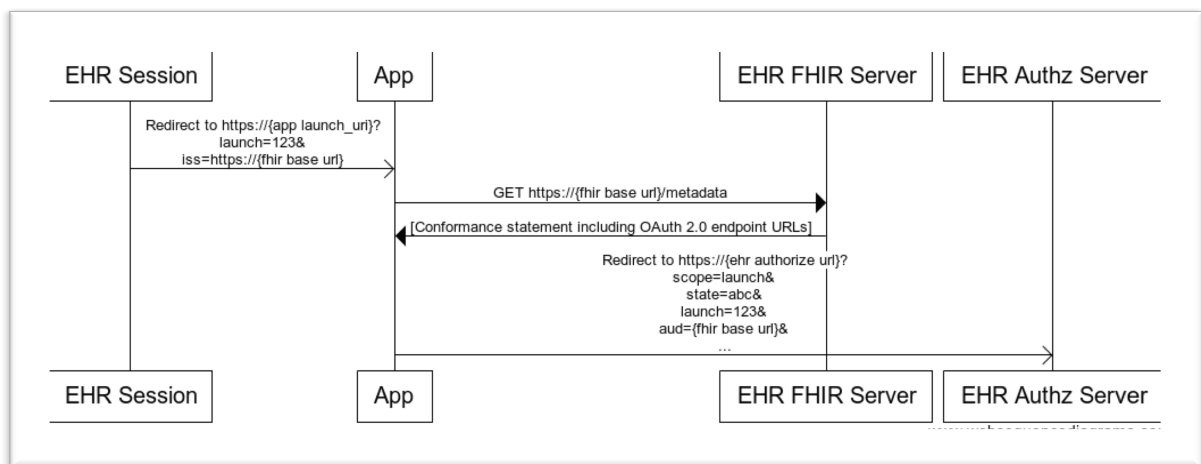 EHR Session
App
EHR FHIR Server
EHR Authz Server
Redirect to https://{app launch_uri}?
launch=123&
iss=https://{fhir base url}
GET https://{fhir base url}/metadata
[Conformance statement including OAuth 2.0 endpoint URLs]
Redirect to https://{ehr authorize url}?
scope=launch&
state=abc&
launch=123&
aud={fhir base url}&
...
EHR Session
App
EHR FHIR Server
EHR Authz Server